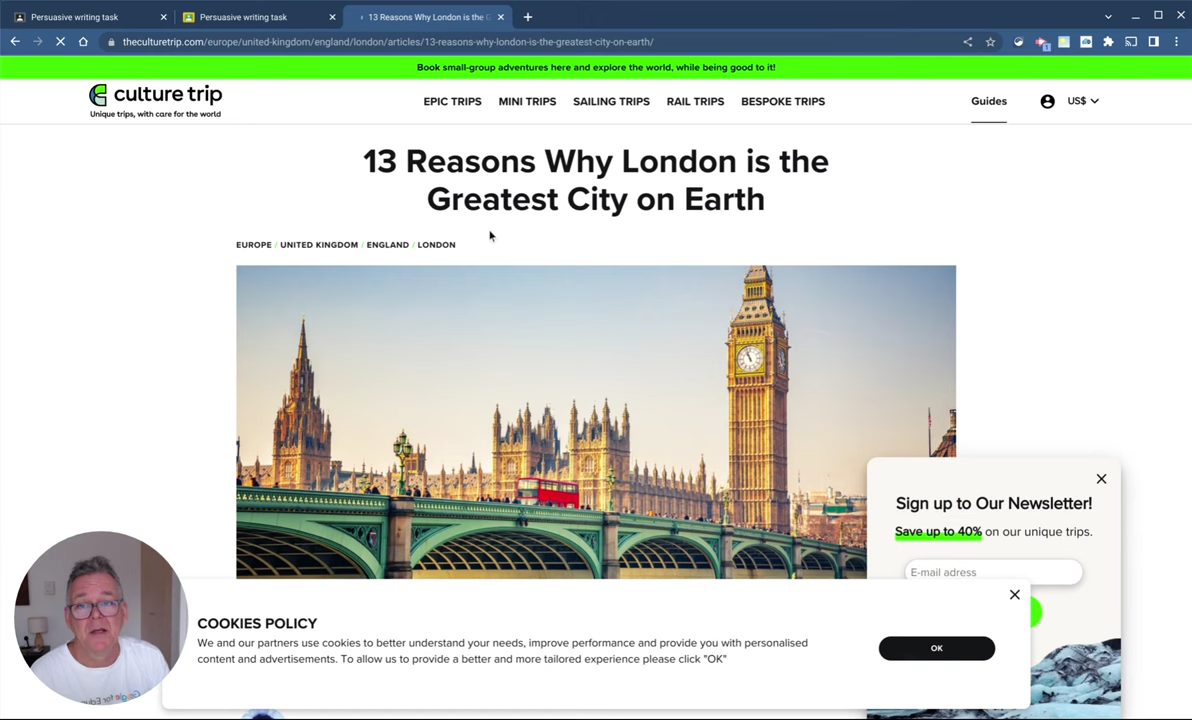 Persuasive writing task
Persuasive writing task
13 Reasons Why London is the G
theculturetrip.com/europe/united-kingdom/england/london/articles/13-reasons-why-london-is-the-greatest-city-on-earth/
Book small-group adventures here and explore the world, while being good to it!
culture trip
Unique trips, with care for the world
EPIC TRIPS MINI TRIPS SAILING TRIPS RAIL TRIPS BESPOKE TRIPS
Guides
US$
13 Reasons Why London is the
Greatest City on Earth
EUROPE / UNITED KINGDOM / ENGLAND / LONDON
Sign up to Our Newsletter!
Save up to 40% on our unique trips.
E-mail adress
COOKIES POLICY
We and our partners use cookies to better understand your needs, improve performance and provide you with personalised
content and advertisements. To allow us to provide a better and more tailored experience please click "OK"
OK